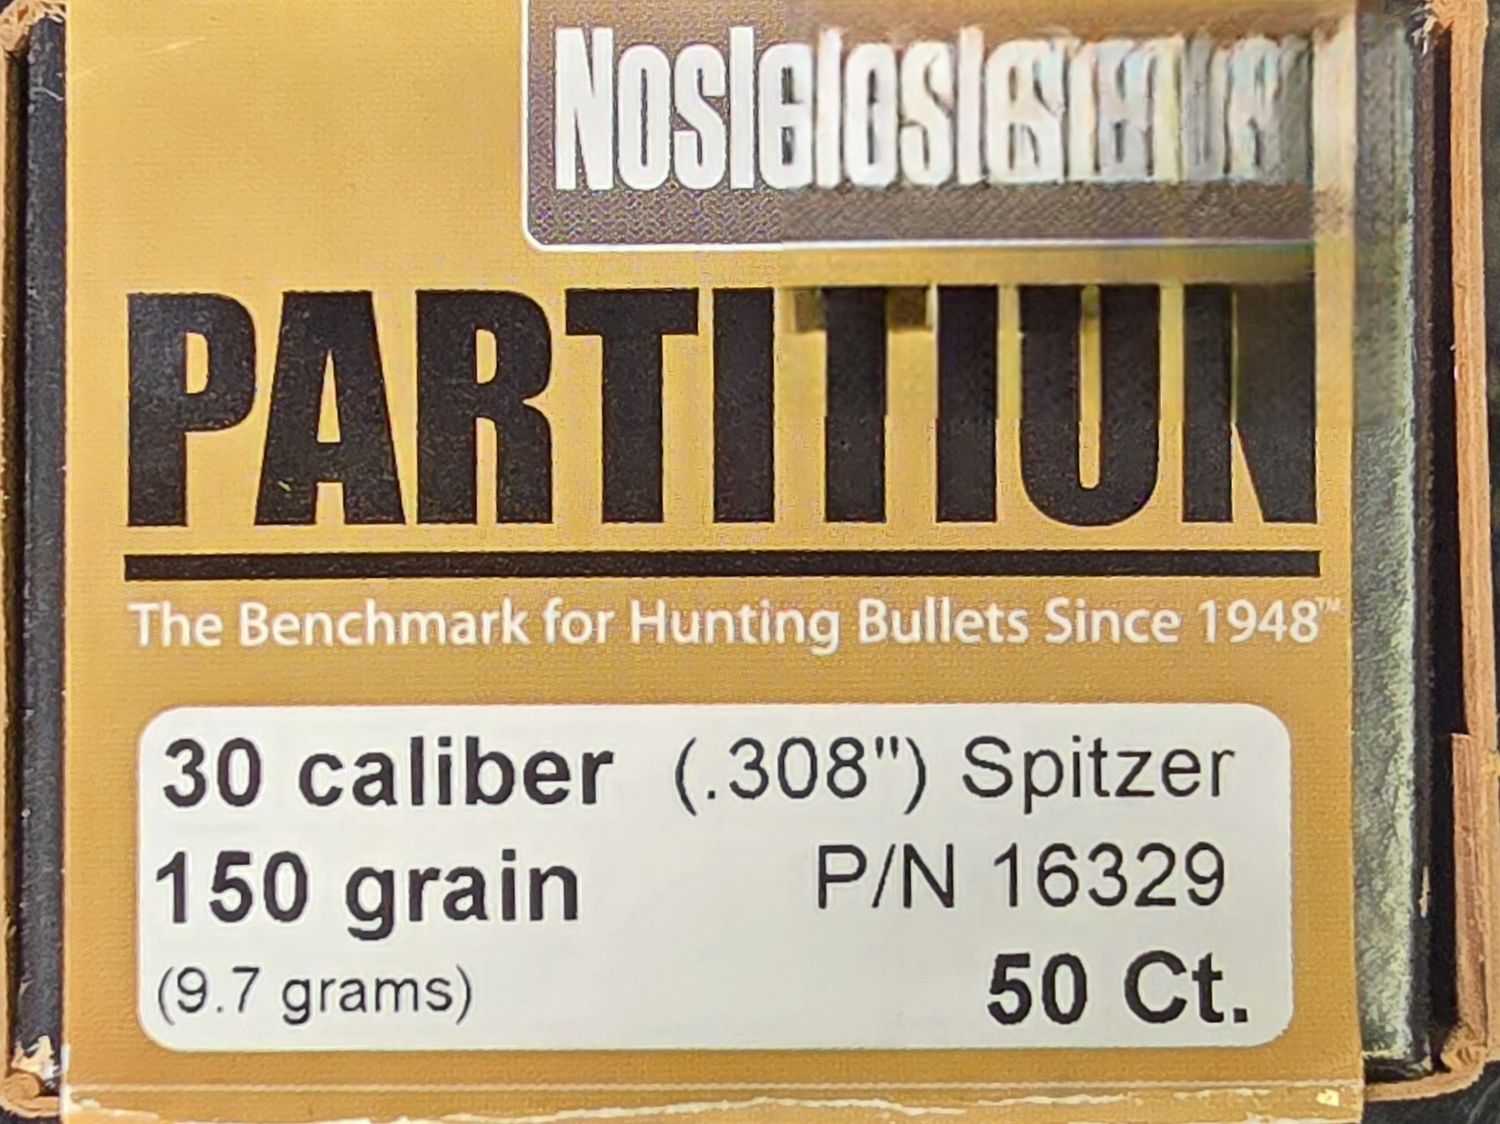 PARTITION
The Benchmark for Hunting Bullets Since 1948™
30 caliber (.308") Spitzer
150 grain P/N 16329
(9.7 grams) 50 Ct.